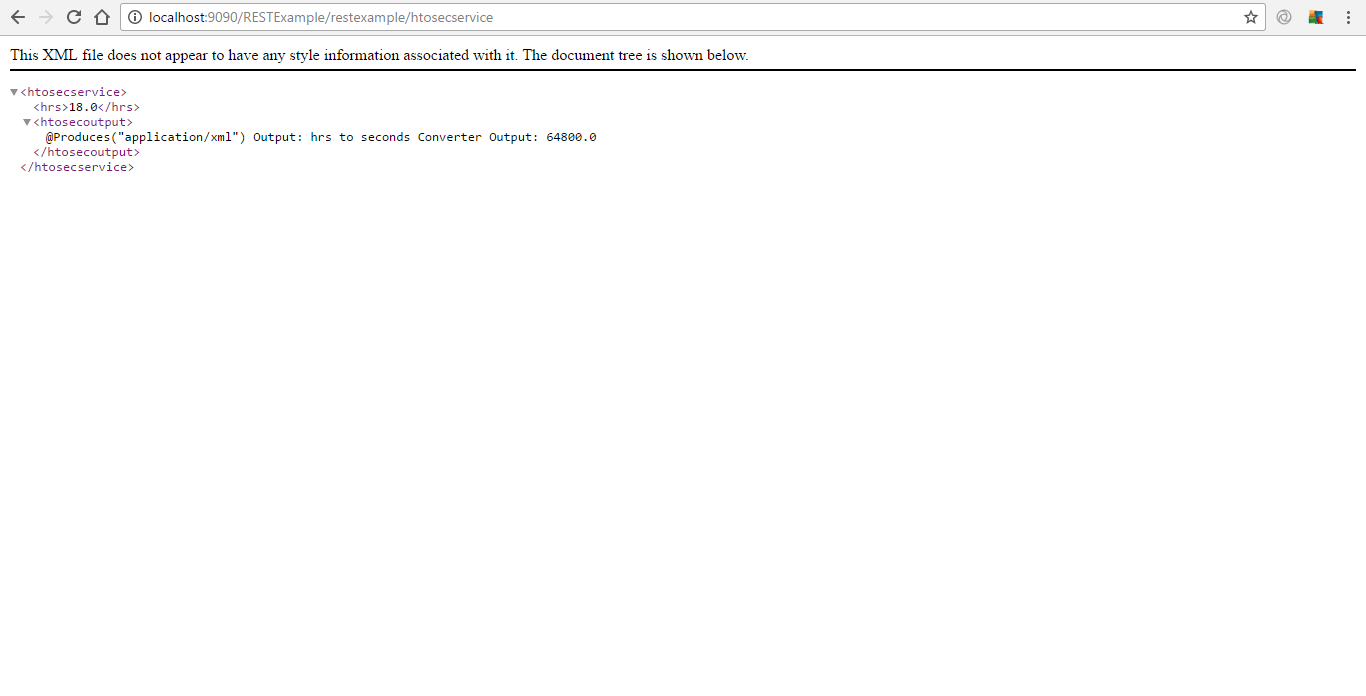 localhost:9090/RESTExample/restexample/htosecservice
This XML file does not appear to have any style information associated with it. The document tree is shown below.
<htosecservice>
<hrs>18.0</hrs>
<htosecoutput>
@Produces("application/xml") Output: hrs to seconds Converter Output: 64800.0
</htosecoutput>
</htosecservice>